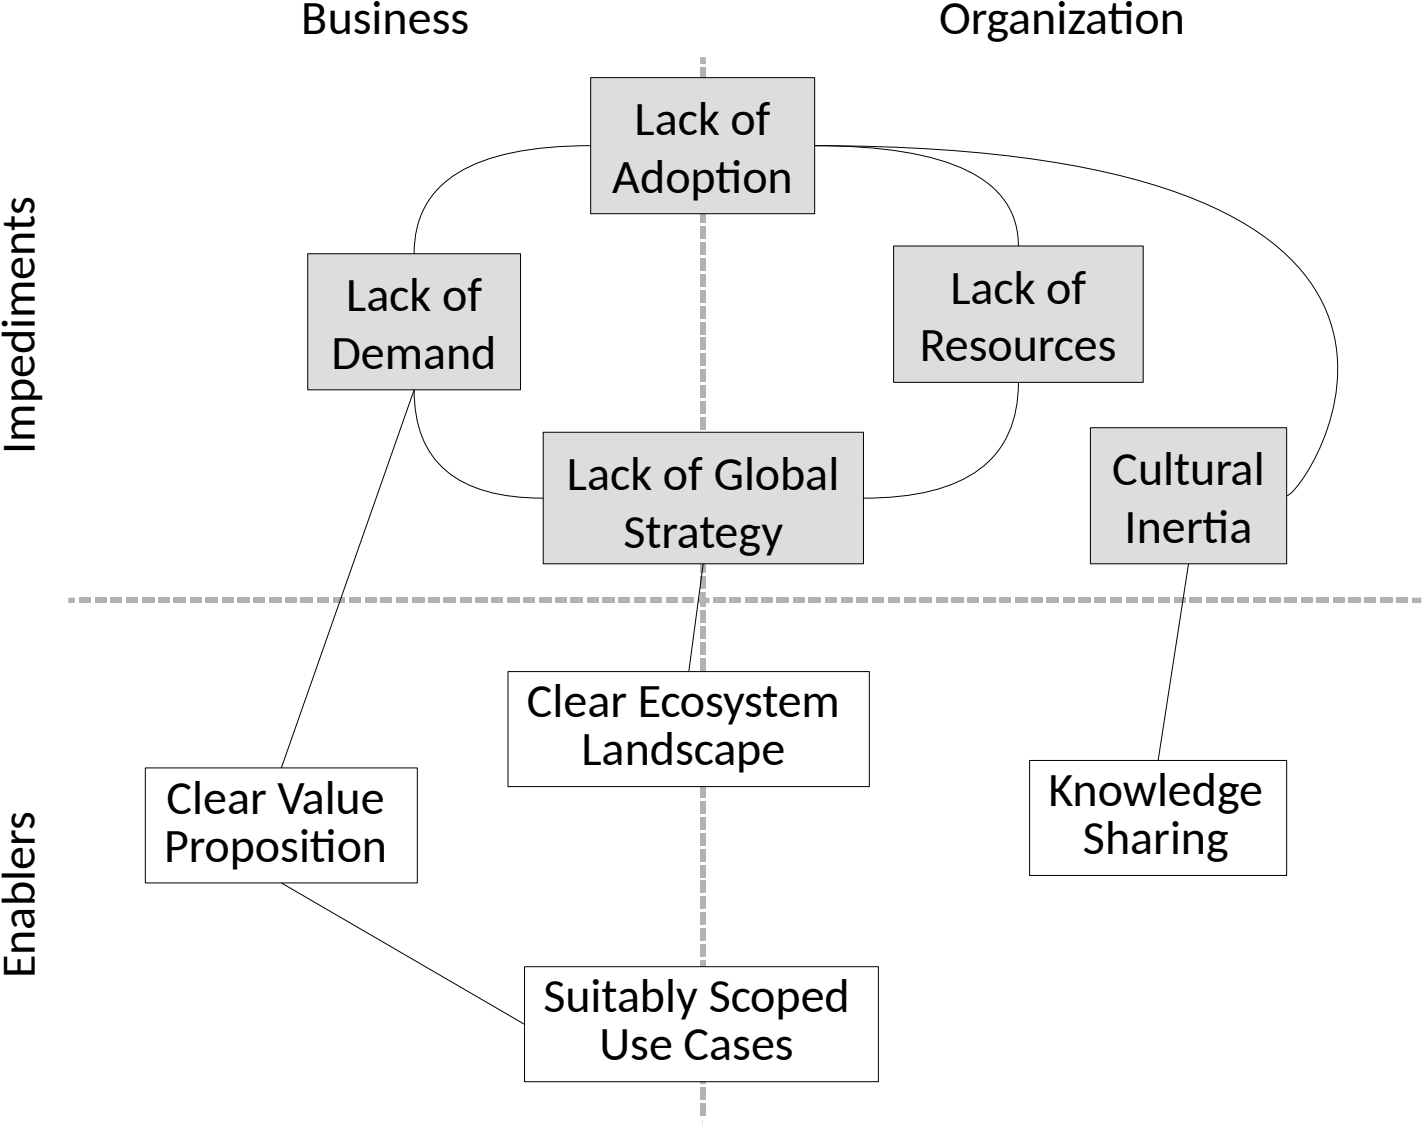 Business
Organization
Impediments
Lack of
Adoption
Lack of
Demand
Lack of
Resources
Lack of Global
Strategy
Cultural
Inertia
Enablers
Clear Ecosystem
Landscape
Clear Value
Proposition
Knowledge
Sharing
Suitably Scoped
Use Cases